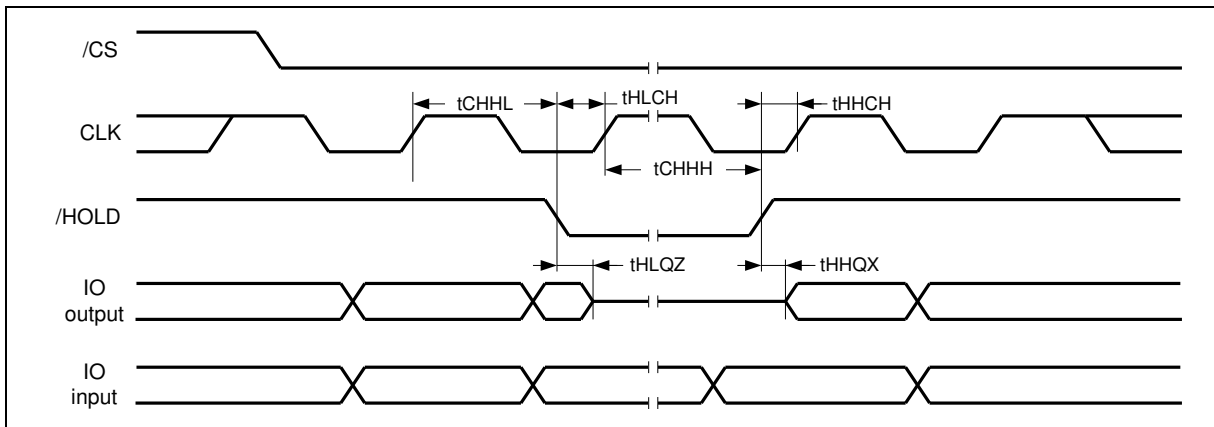 /CS
tCHHL
tHLCH
tHHCH
CLK
tCHHH
/HOLD
tHLQZ
tHHQX
IO
output
IO
input